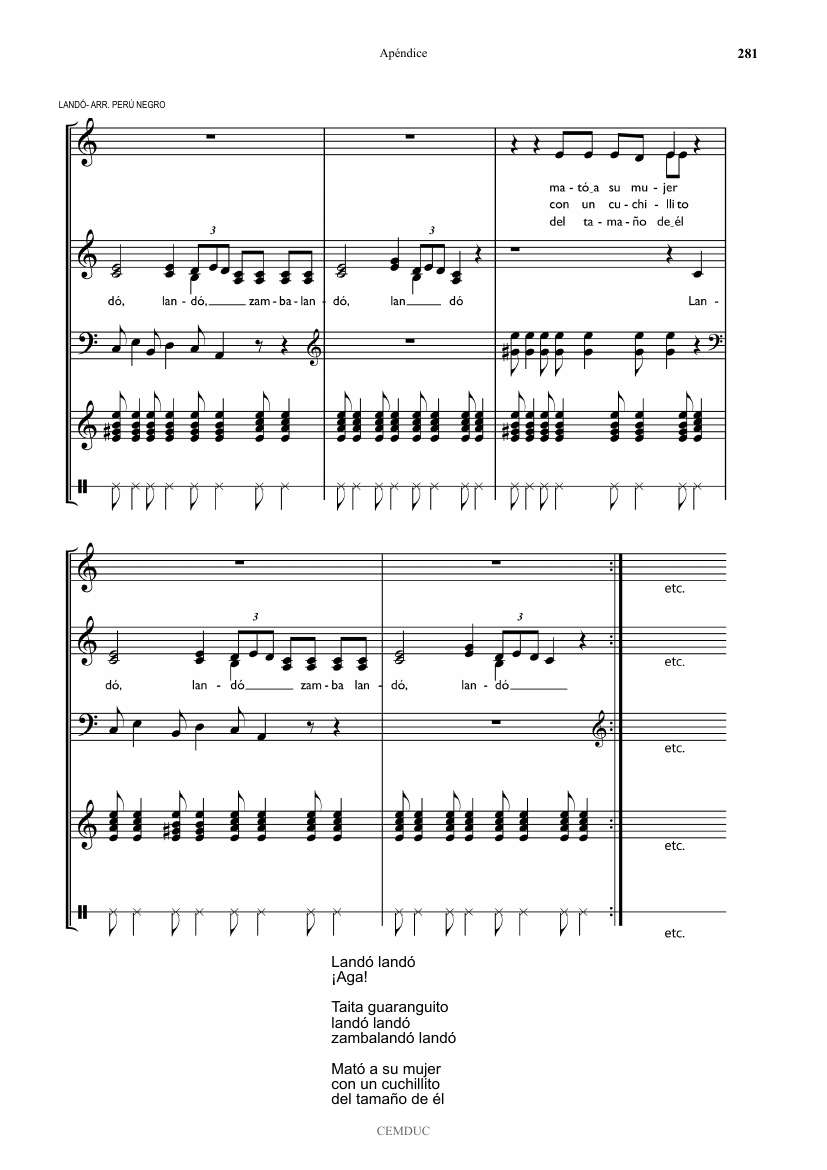 Apéndice 281
LANDÓ- ARR. PERÚ NEGRO
ma - tó_a su mu - jer
con un cu - chi - lli to
del ta - ma - ño de_él
3 3
dó, lan - dó, zam - ba - lan - dó, lan dó Lan -
etc.
3 3
etc.
dó, lan - dó zam - ba lan - dó, lan - dó
etc.
etc.
etc.
Landó landó
¡Aga!
Taita guaranguito
landó landó
zambalandó landó
Mató a su mujer
con un cuchillito
del tamaño de él
CEMDUC